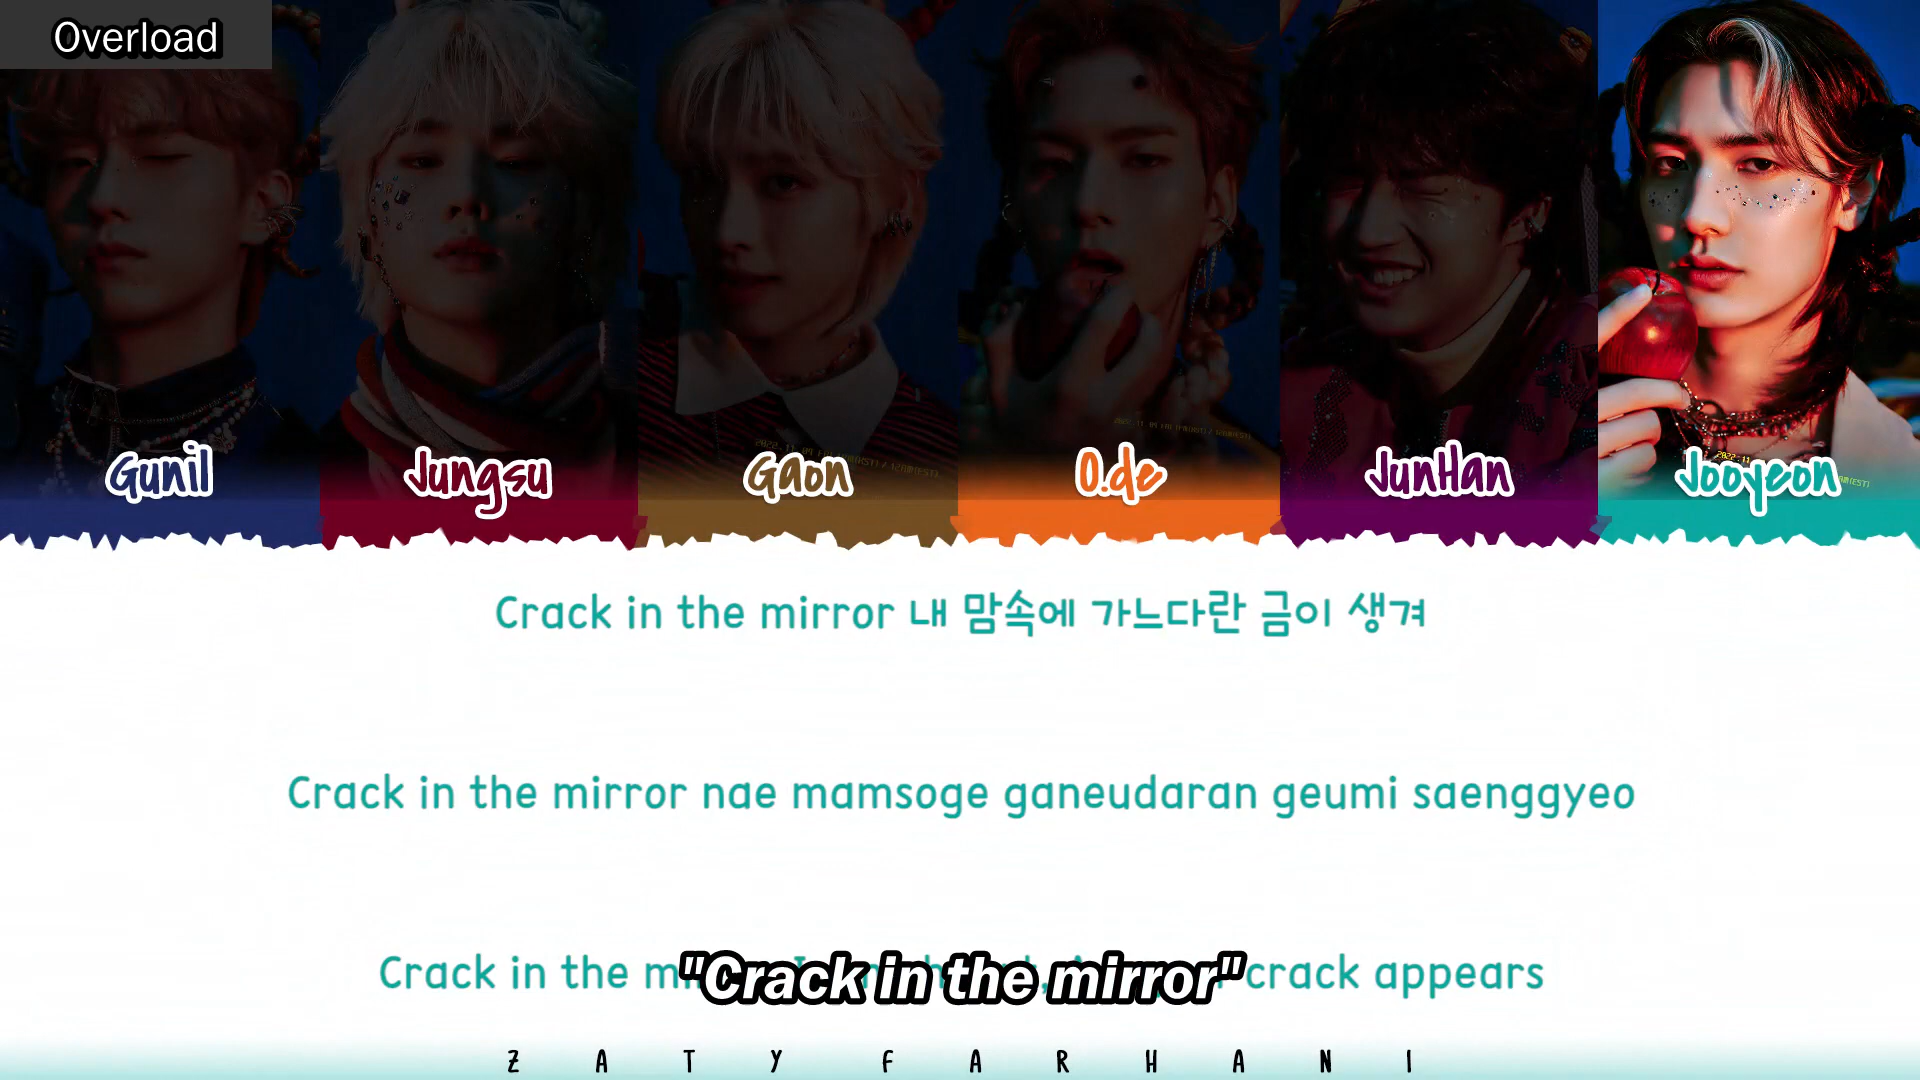 Overload
Gunil
Jungsu
Gaon
O.de
JunHan
Jooyeon
Crack in the mirror 내 맘속에 가느다란 금이 생겨
Crack in the mirror nae mamsoge ganeudaran geumi saenggyeo
Crack in the crack appears
"Crack in the mirror"
ZATY FARHANI